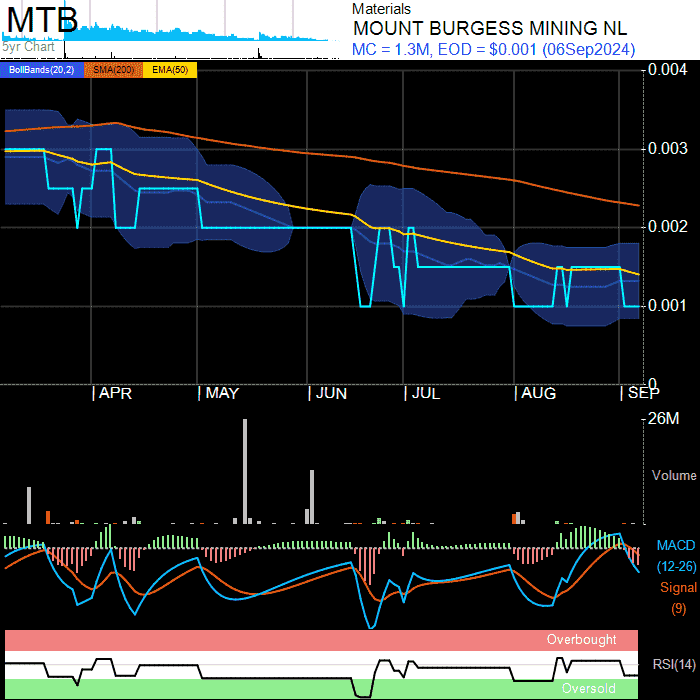 MTB
5yr Chart
Materials
MOUNT BURGESS MINING NL
MC = 1.3M, EOD = $0.001 (06Sep2024)
BollBands(20,2) SMA(200) EMA(50)
0.004
0.003
0.002
0.001
0
APR MAY JUN JUL AUG SEP
26M
Volume
MACD
(12-26)
Signal
(9)
Overbought
RSI(14)
Oversold